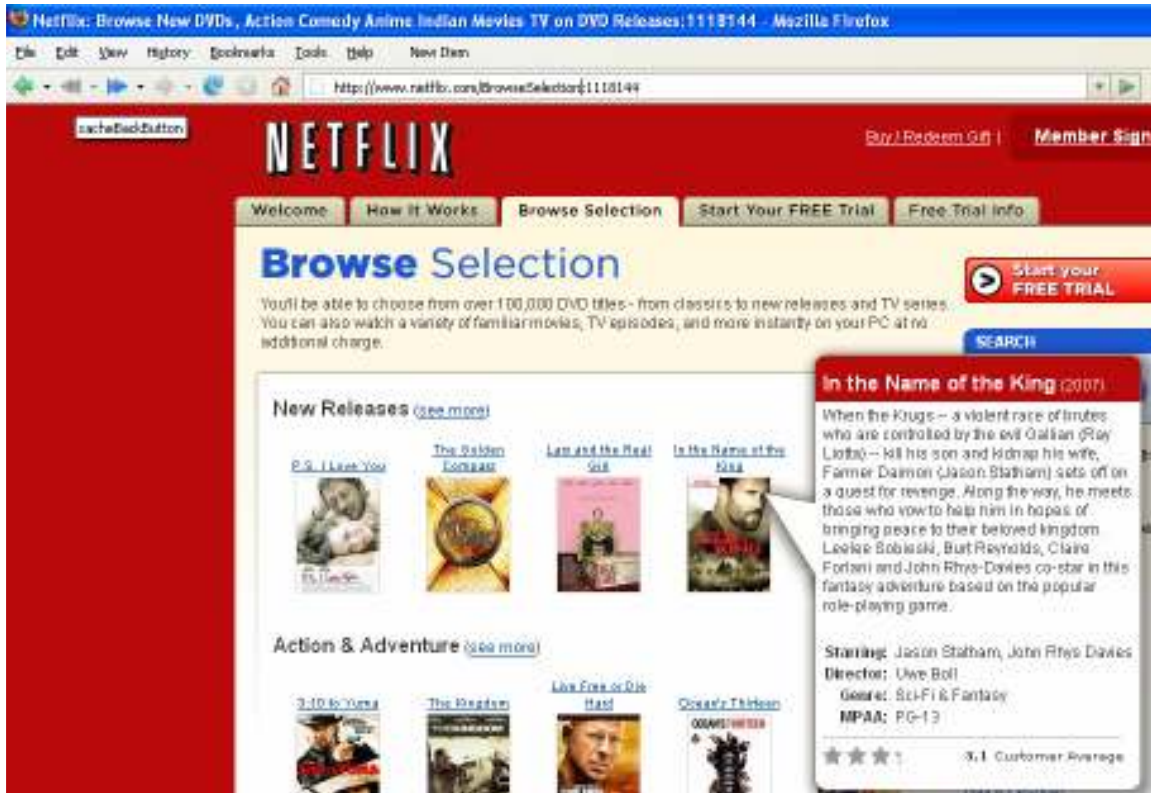 Netflix: Browse New DVDs, Action Comedy Anime Indian Movies TV on DVD Releases;1118144 - Mozilla Firefox
File Edit View History Bookmarks Tools Help New Item
http://www.netflix.com/BrowseSelection;1118144
cacheBackButton
NETFLIX
Buy / Redeem Gift | Member Sign
Welcome How It Works Browse Selection Start Your FREE Trial Free Trial Info
Browse Selection
Start your
FREE TRIAL
You'll be able to choose from over 100,000 DVD titles - from classics to new releases and TV series.
You can also watch a variety of familiar movies, TV episodes, and more instantly on your PC at no
additional charge.
SEARCH
New Releases (see more)
P.S. I Love You
The Golden
Compass
Lars and the Real
Girl
In the Name of the
King
In the Name of the King (2007)
When the Krugs -- a violent race of brutes
who are controlled by the evil Gallian (Ray
Liotta) -- kill his son and kidnap his wife,
Farmer Daimon (Jason Statham) sets off on
a quest for revenge. Along the way, he meets
those who vow to help him in hopes of
bringing peace to their beloved kingdom.
Leelee Sobieski, Burt Reynolds, Claire
Forlani and John Rhys-Davies co-star in this
fantasy adventure based on the popular
role-playing game.
Starring: Jason Statham, John Rhys Davies
Director: Uwe Boll
Genre: Sci-Fi & Fantasy
MPAA: PG-13
3.1 Customer Average
Action & Adventure (see more)
3:10 to Yuma
The Kingdom
Live Free or Die
Hard
Ocean's Thirteen
OCEAN'S THIRTEEN